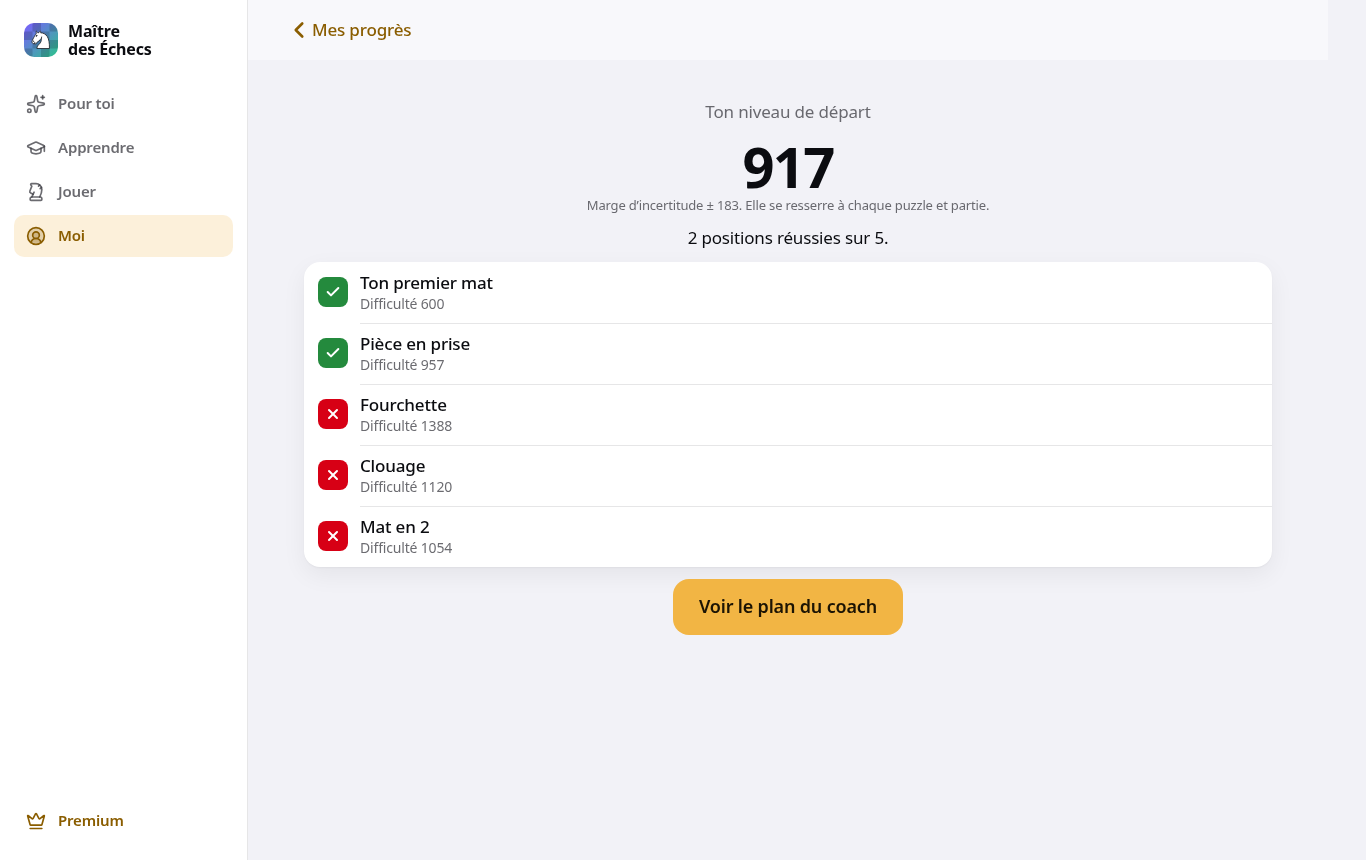 Maître
des Échecs
Pour toi
Apprendre
Jouer
Moi
Premium
Mes progrès
Ton niveau de départ
917
Marge d’incertitude ± 183. Elle se resserre à chaque puzzle et partie.
2 positions réussies sur 5.
Ton premier mat
Difficulté 600
Pièce en prise
Difficulté 957
Fourchette
Difficulté 1388
Clouage
Difficulté 1120
Mat en 2
Difficulté 1054
Voir le plan du coach